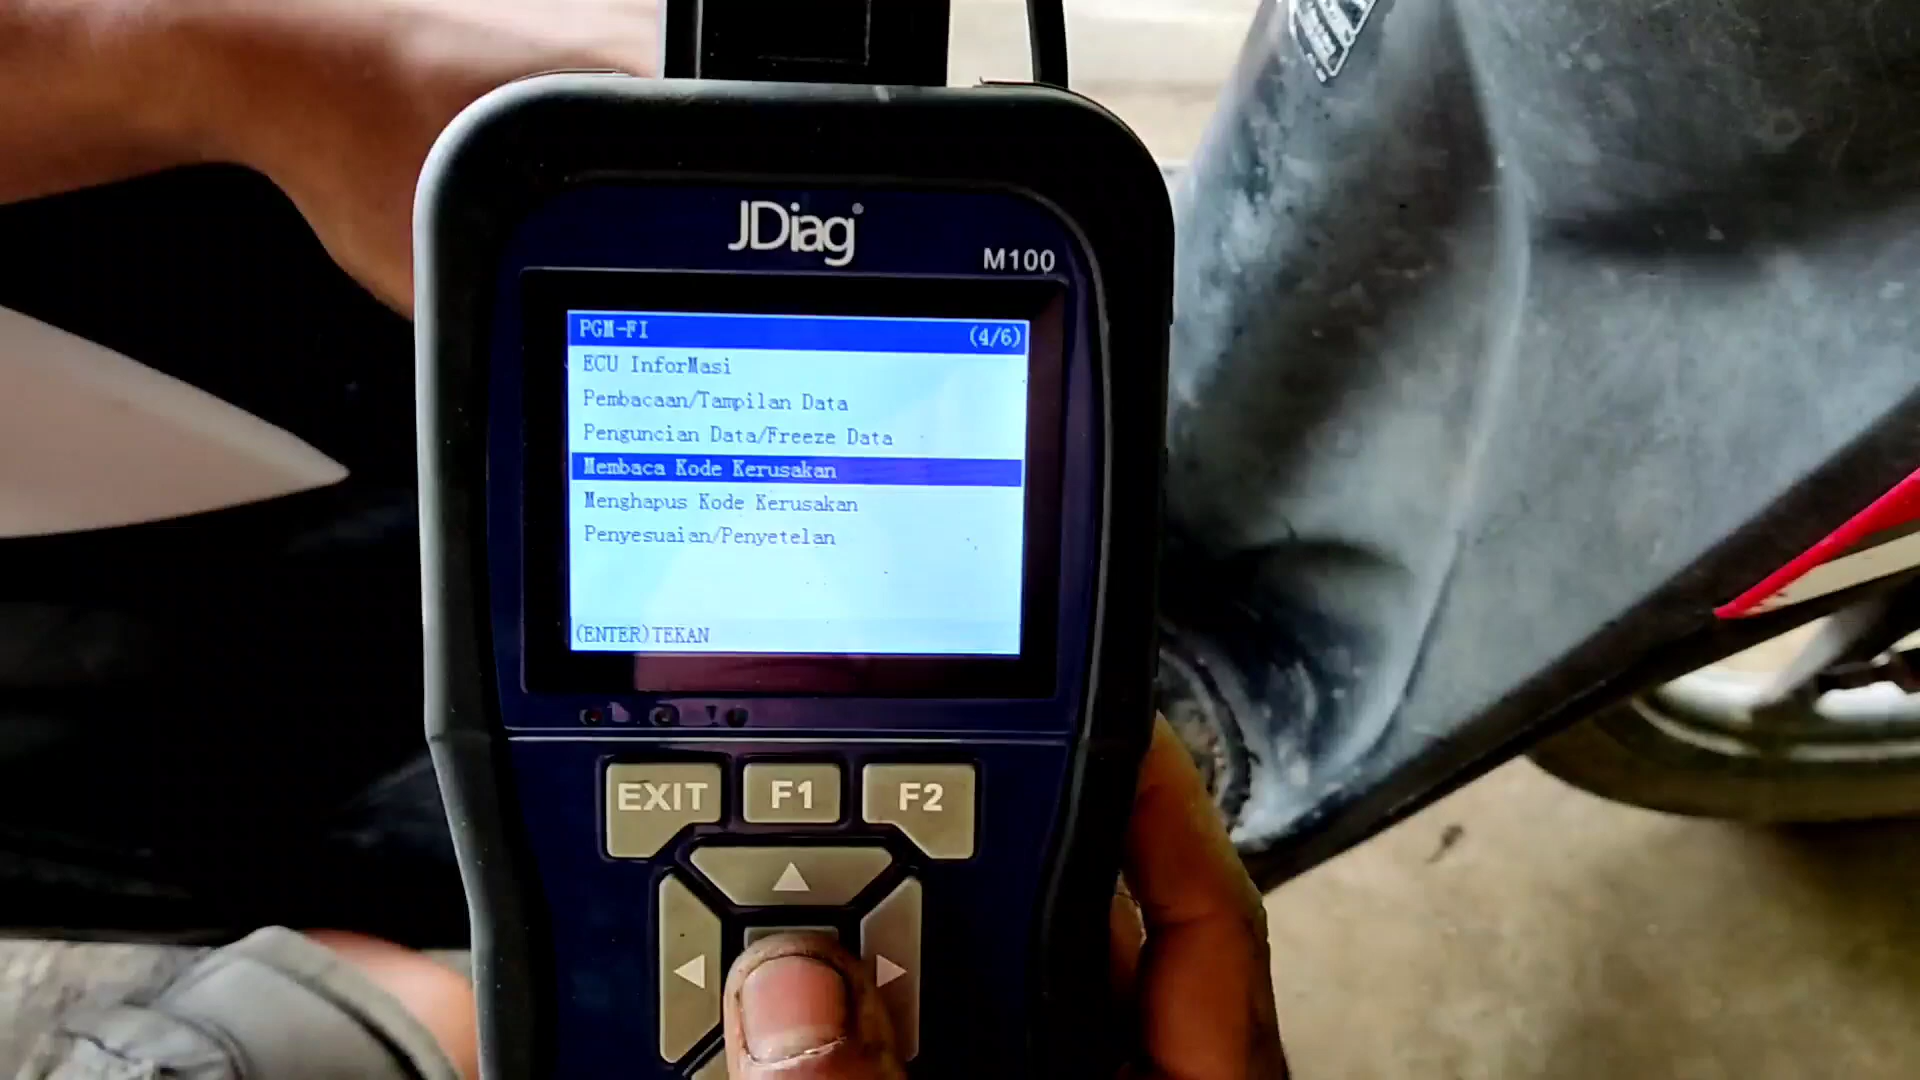 JDiag®
M100
PGM-FI (4/6)
ECU InforMasi
Pembacaan/Tampilan Data
Penguncian Data/Freeze Data
Membaca Kode Kerusakan
Menghapus Kode Kerusakan
Penyesuaian/Penyetelan
(ENTER)TEKAN
EXIT F1 F2